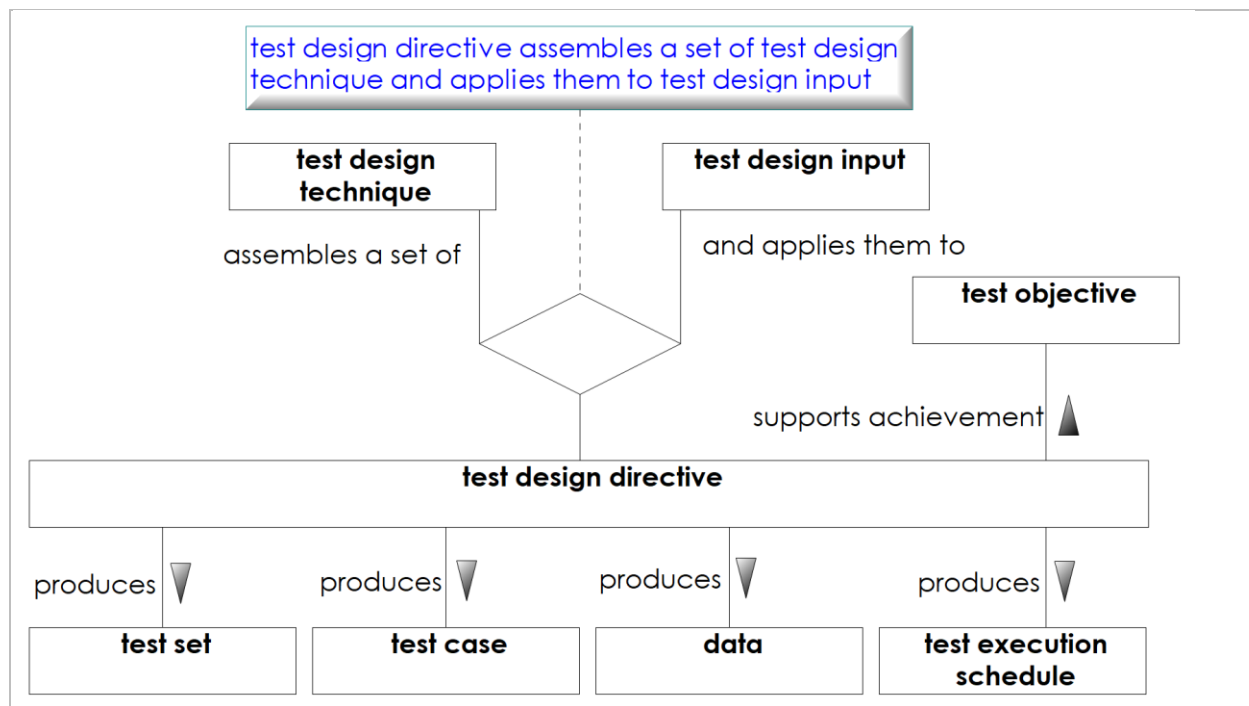 test design directive assembles a set of test design
technique and applies them to test design input
test design
technique
test design input
assembles a set of
and applies them to
test objective
supports achievement
test design directive
produces
produces
produces
produces
test set
test case
data
test execution
schedule